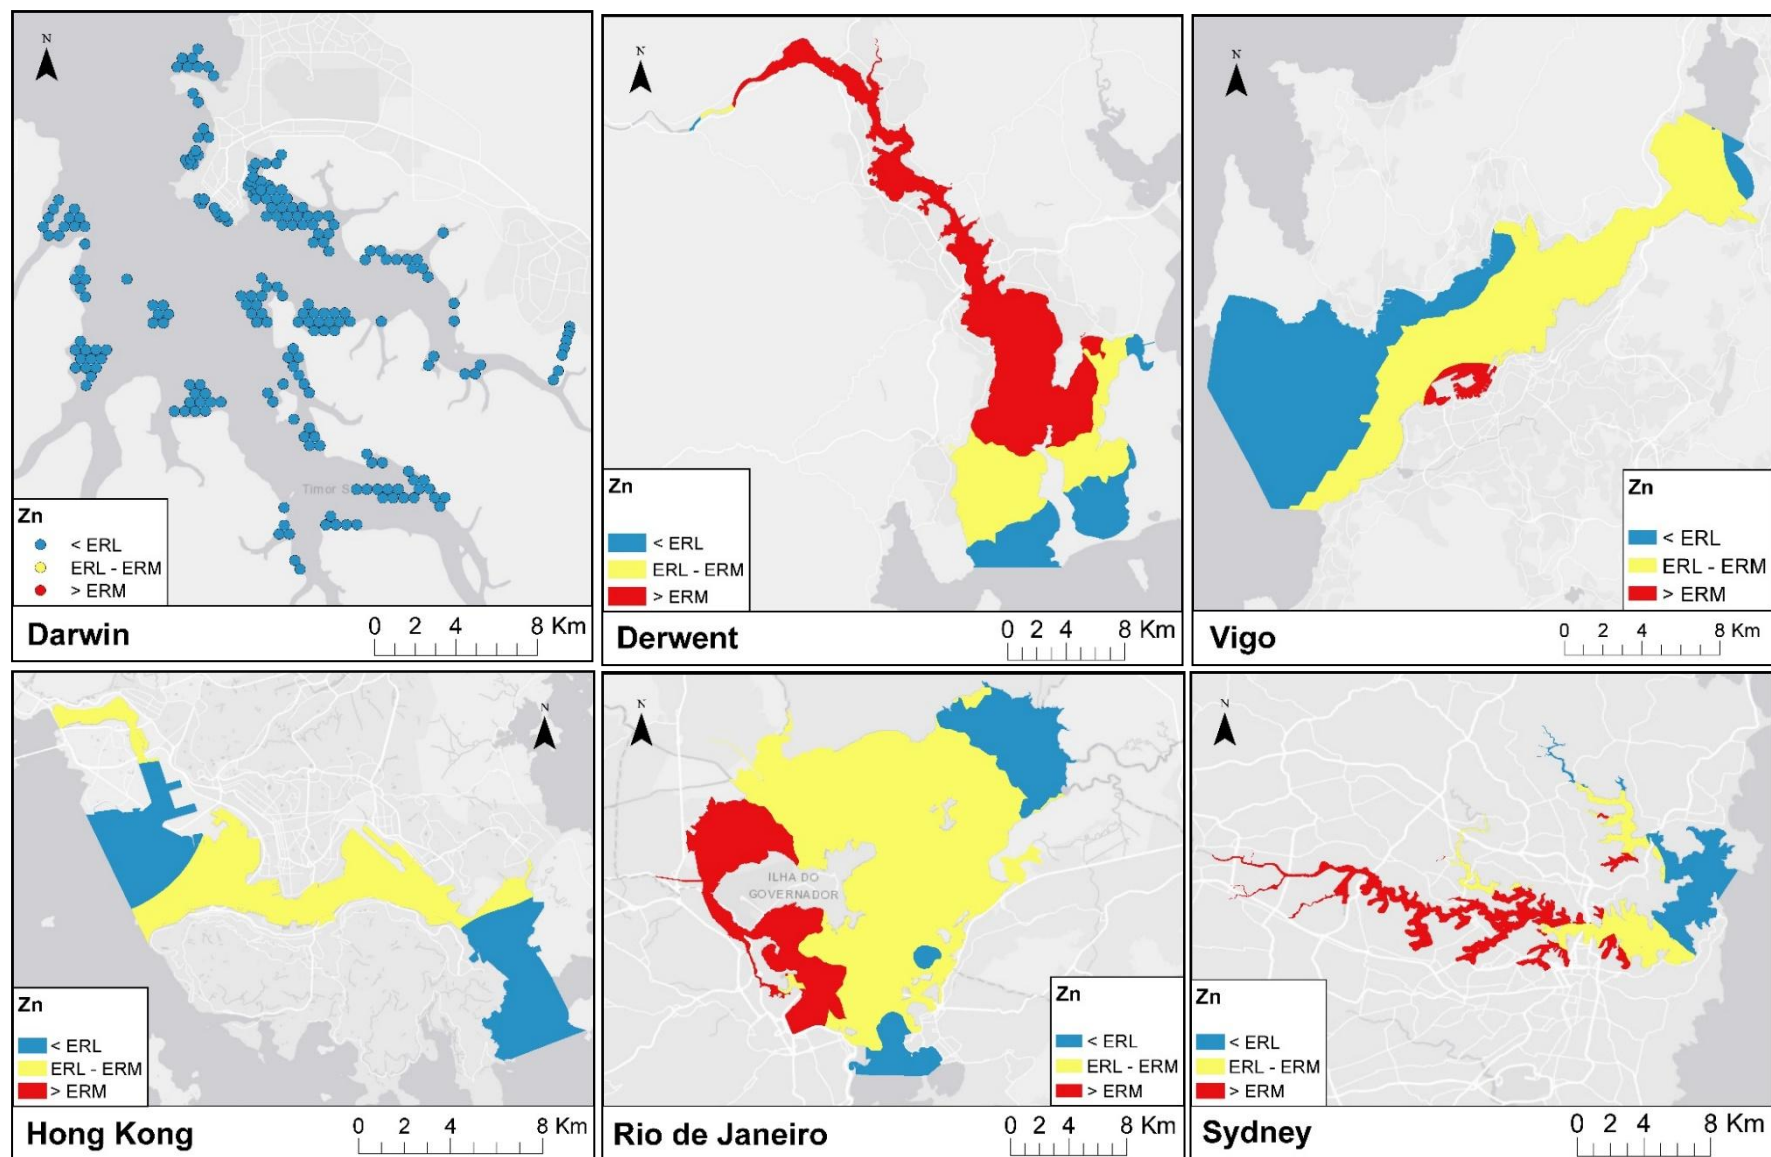 N
Timor S
Zn
< ERL
ERL - ERM
> ERM
Darwin
0 2 4 8 Km
N
Zn
< ERL
ERL - ERM
> ERM
Derwent
0 2 4 8 Km
N
Zn
< ERL
ERL - ERM
> ERM
Vigo
0 2 4 8 Km
N
Zn
< ERL
ERL - ERM
> ERM
Hong Kong
0 2 4 8 Km
N
ILHA DO
GOVERNADOR
Zn
< ERL
ERL - ERM
> ERM
Rio de Janeiro
0 2 4 8 Km
N
Zn
< ERL
ERL - ERM
> ERM
Sydney
0 2 4 8 Km